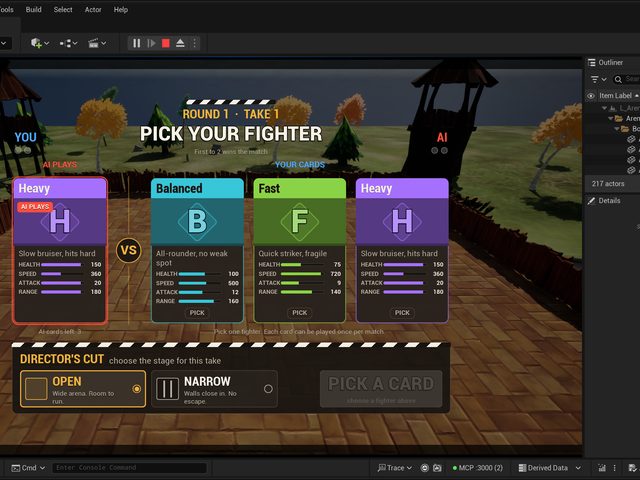 Tools Build Select Actor Help
Outliner
Item Label
217 actors
Details
ROUND 1 · TAKE 1
PICK YOUR FIGHTER
First to 2 wins the match
YOU
AI
AI PLAYS
YOUR CARDS
Heavy
AI PLAYS
H
Slow bruiser, hits hard
HEALTH 150
SPEED 360
ATTACK 20
RANGE 180
AI cards left: 3
VS
Balanced
B
All-rounder, no weak
spot
HEALTH 100
SPEED 500
ATTACK 12
RANGE 160
PICK
Fast
F
Quick striker, fragile
HEALTH 75
SPEED 720
ATTACK 9
RANGE 140
PICK
Heavy
H
Slow bruiser, hits hard
HEALTH 150
SPEED 360
ATTACK 20
RANGE 180
PICK
Pick one fighter. Each card can be played once per match.
DIRECTOR'S CUT choose the stage for this take
OPEN
Wide arena. Room to
run.
NARROW
Walls close in. No
escape.
PICK A CARD
choose a fighter above
Cmd
Enter Console Command
Trace
MCP :3000 (2)
Derived Data